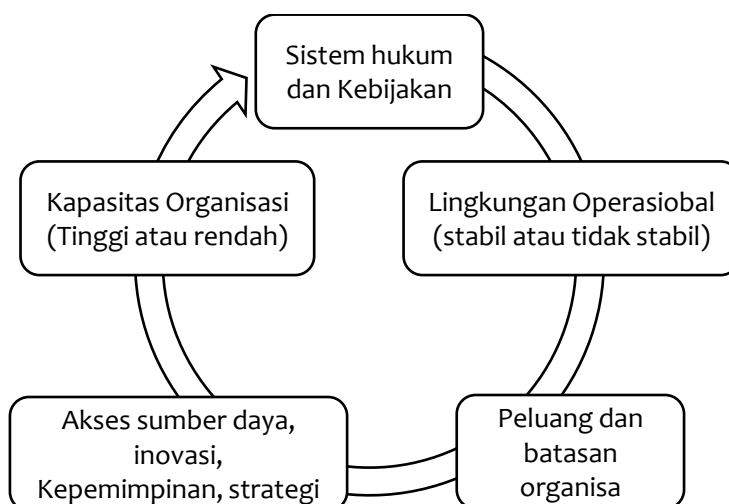 Sistem hukum
dan Kebijakan
Lingkungan Operasiobal
(stabil atau tidak stabil)
Peluang dan
batasan
organisa
Akses sumber daya,
inovasi,
Kepemimpinan, strategi
Kapasitas Organisasi
(Tinggi atau rendah)